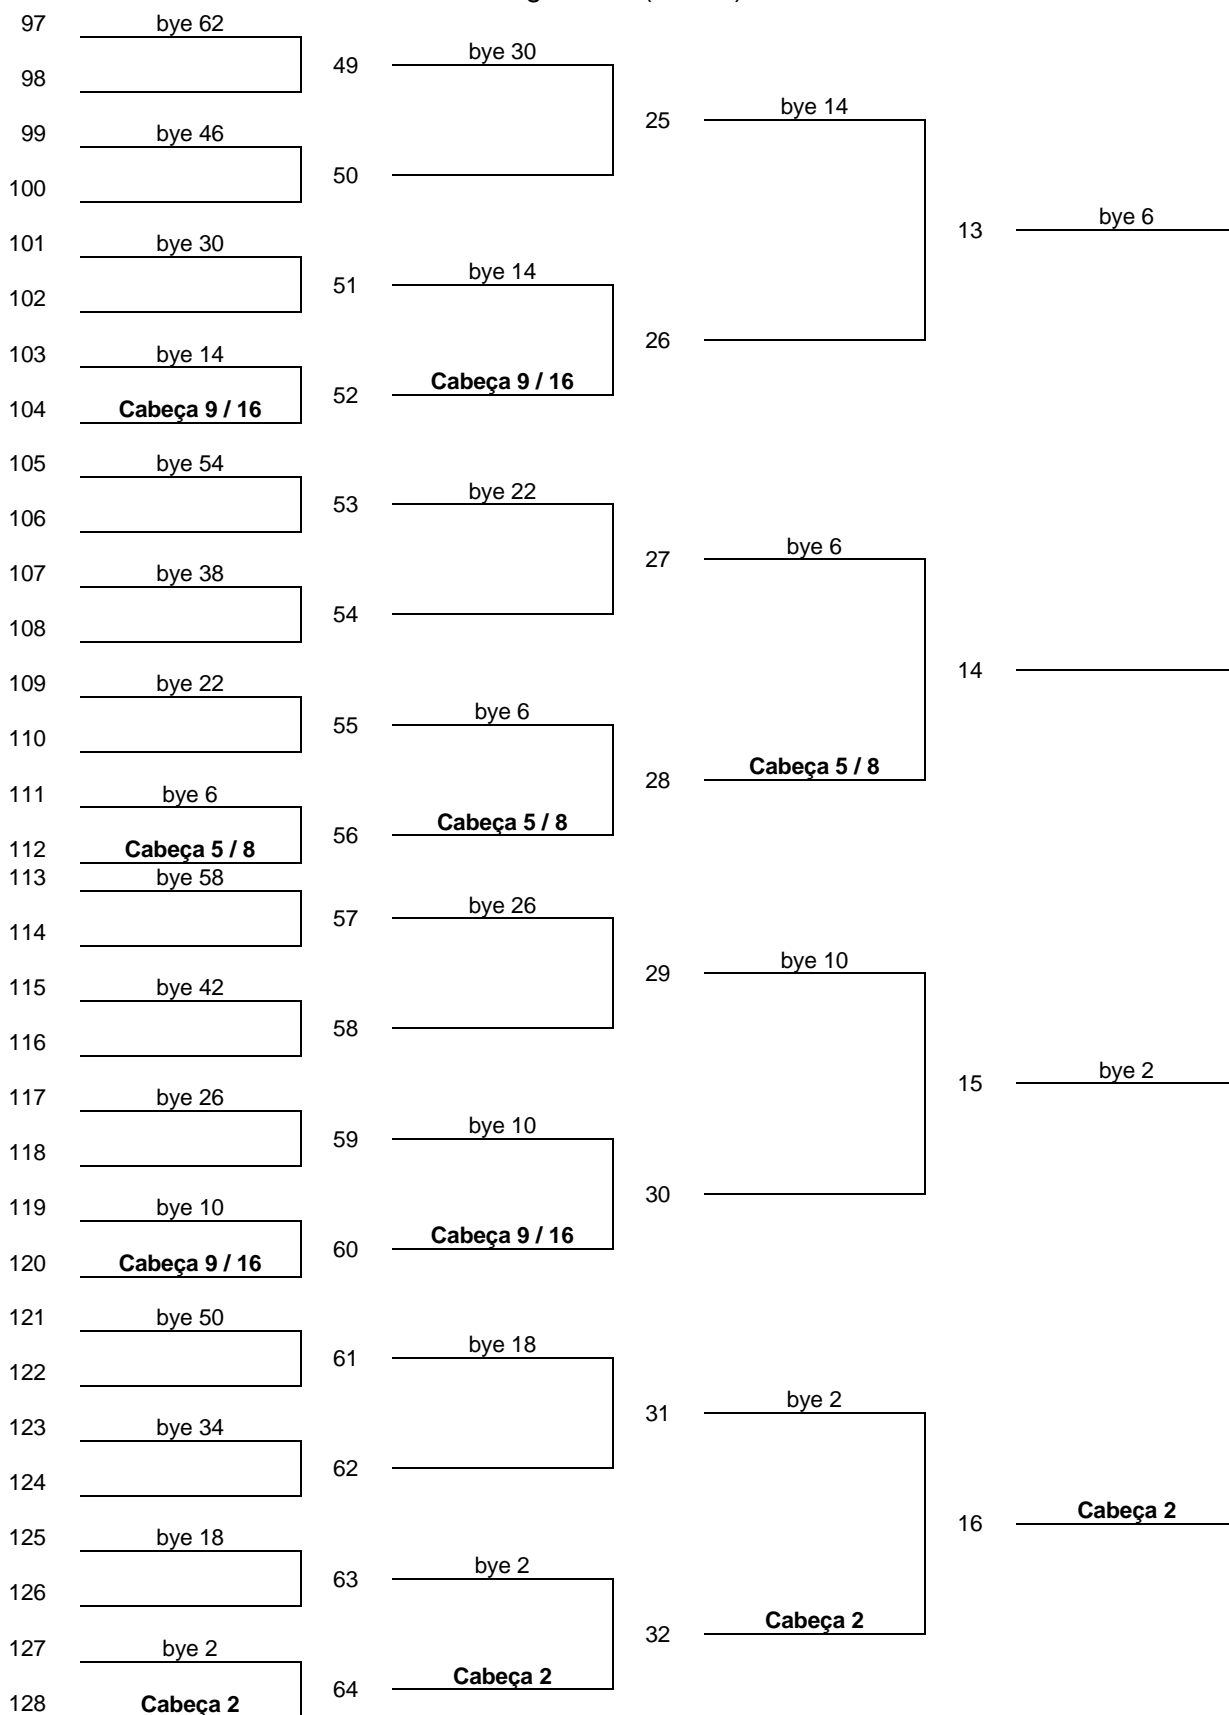 97 bye 62
49 bye 30
98
25 bye 14
99 bye 46
50
100
13 bye 6
101 bye 30
51 bye 14
102
26
103 bye 14
52 Cabeça 9 / 16
104 Cabeça 9 / 16
105 bye 54
53 bye 22
106
27 bye 6
107 bye 38
54
108
14
109 bye 22
55 bye 6
110
28 Cabeça 5 / 8
111 bye 6
56 Cabeça 5 / 8
112 Cabeça 5 / 8
113 bye 58
57 bye 26
114
29 bye 10
115 bye 42
58
116
15 bye 2
117 bye 26
59 bye 10
118
30
119 bye 10
60 Cabeça 9 / 16
120 Cabeça 9 / 16
121 bye 50
61 bye 18
122
31 bye 2
123 bye 34
62
124
16 Cabeça 2
125 bye 18
63 bye 2
126
32 Cabeça 2
127 bye 2
64 Cabeça 2
128 Cabeça 2